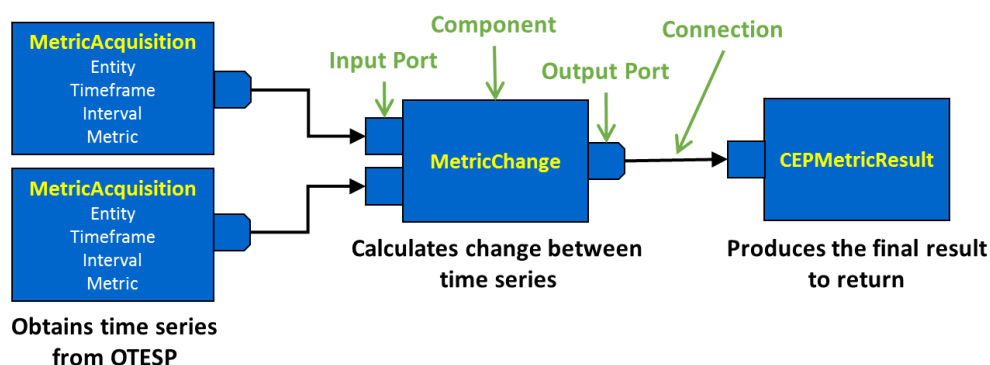 MetricAcquisition
Entity
Timeframe
Interval
Metric
MetricAcquisition
Entity
Timeframe
Interval
Metric
Obtains time series
from OTESP
Input Port
Component
Output Port
Connection
MetricChange
Calculates change between
time series
CEPMetricResult
Produces the final result
to return